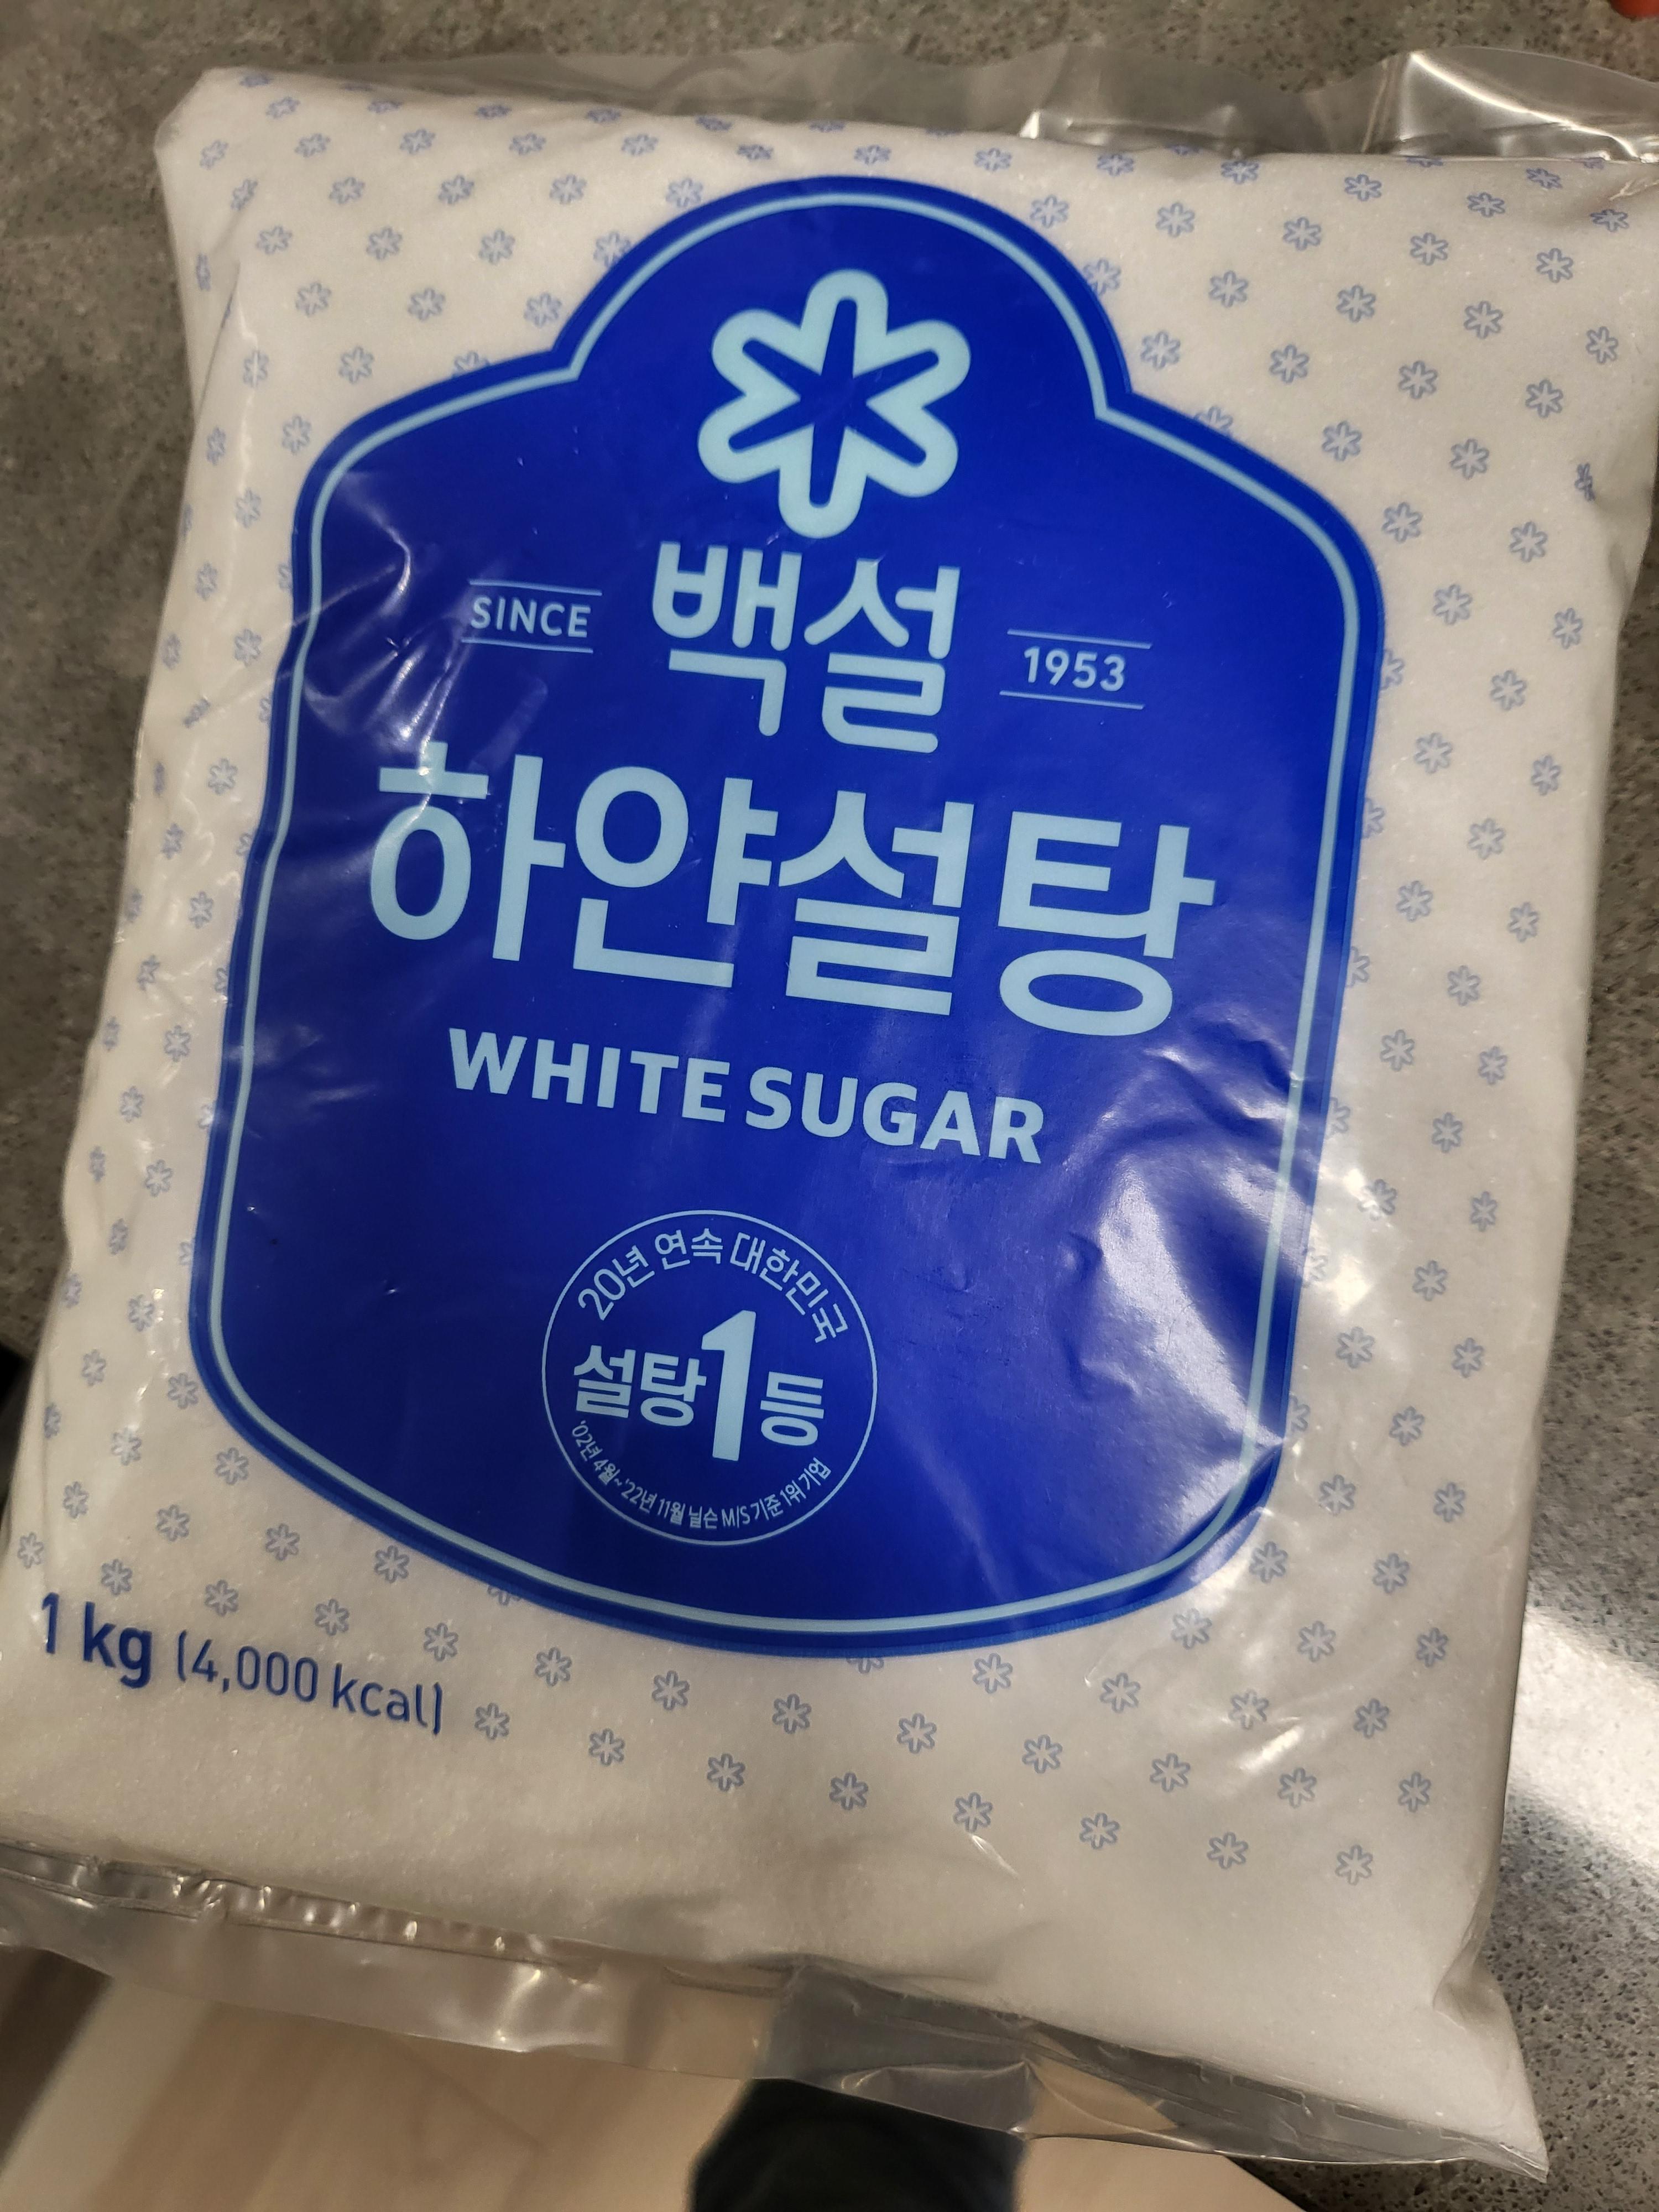 백설
SINCE
1953
하얀설탕
WHITE SUGAR
20년 연속 대한민국
설탕1등
'02년 4월~'22년 11월 닐슨 M/S 기준 1위 기업
1 kg (4,000 kcal)